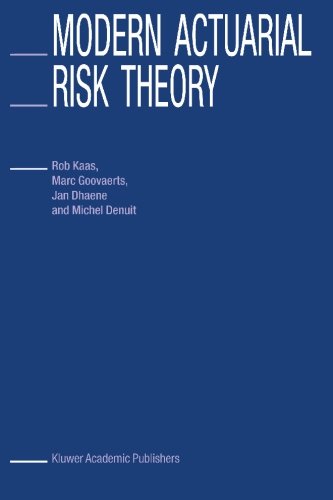 MODERN ACTUARIAL
RISK THEORY
Rob Kaas,
Marc Goovaerts,
Jan Dhaene
and Michel Denuit
Kluwer Academic Publishers